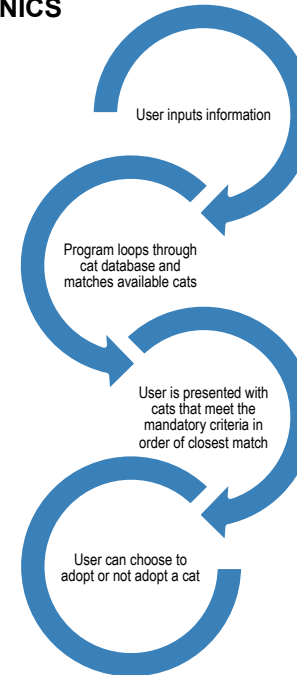 NICS
User inputs information
Program loops through
cat database and
matches available cats
User is presented with
cats that meet the
mandatory criteria in
order of closest match
User can choose to
adopt or not adopt a cat